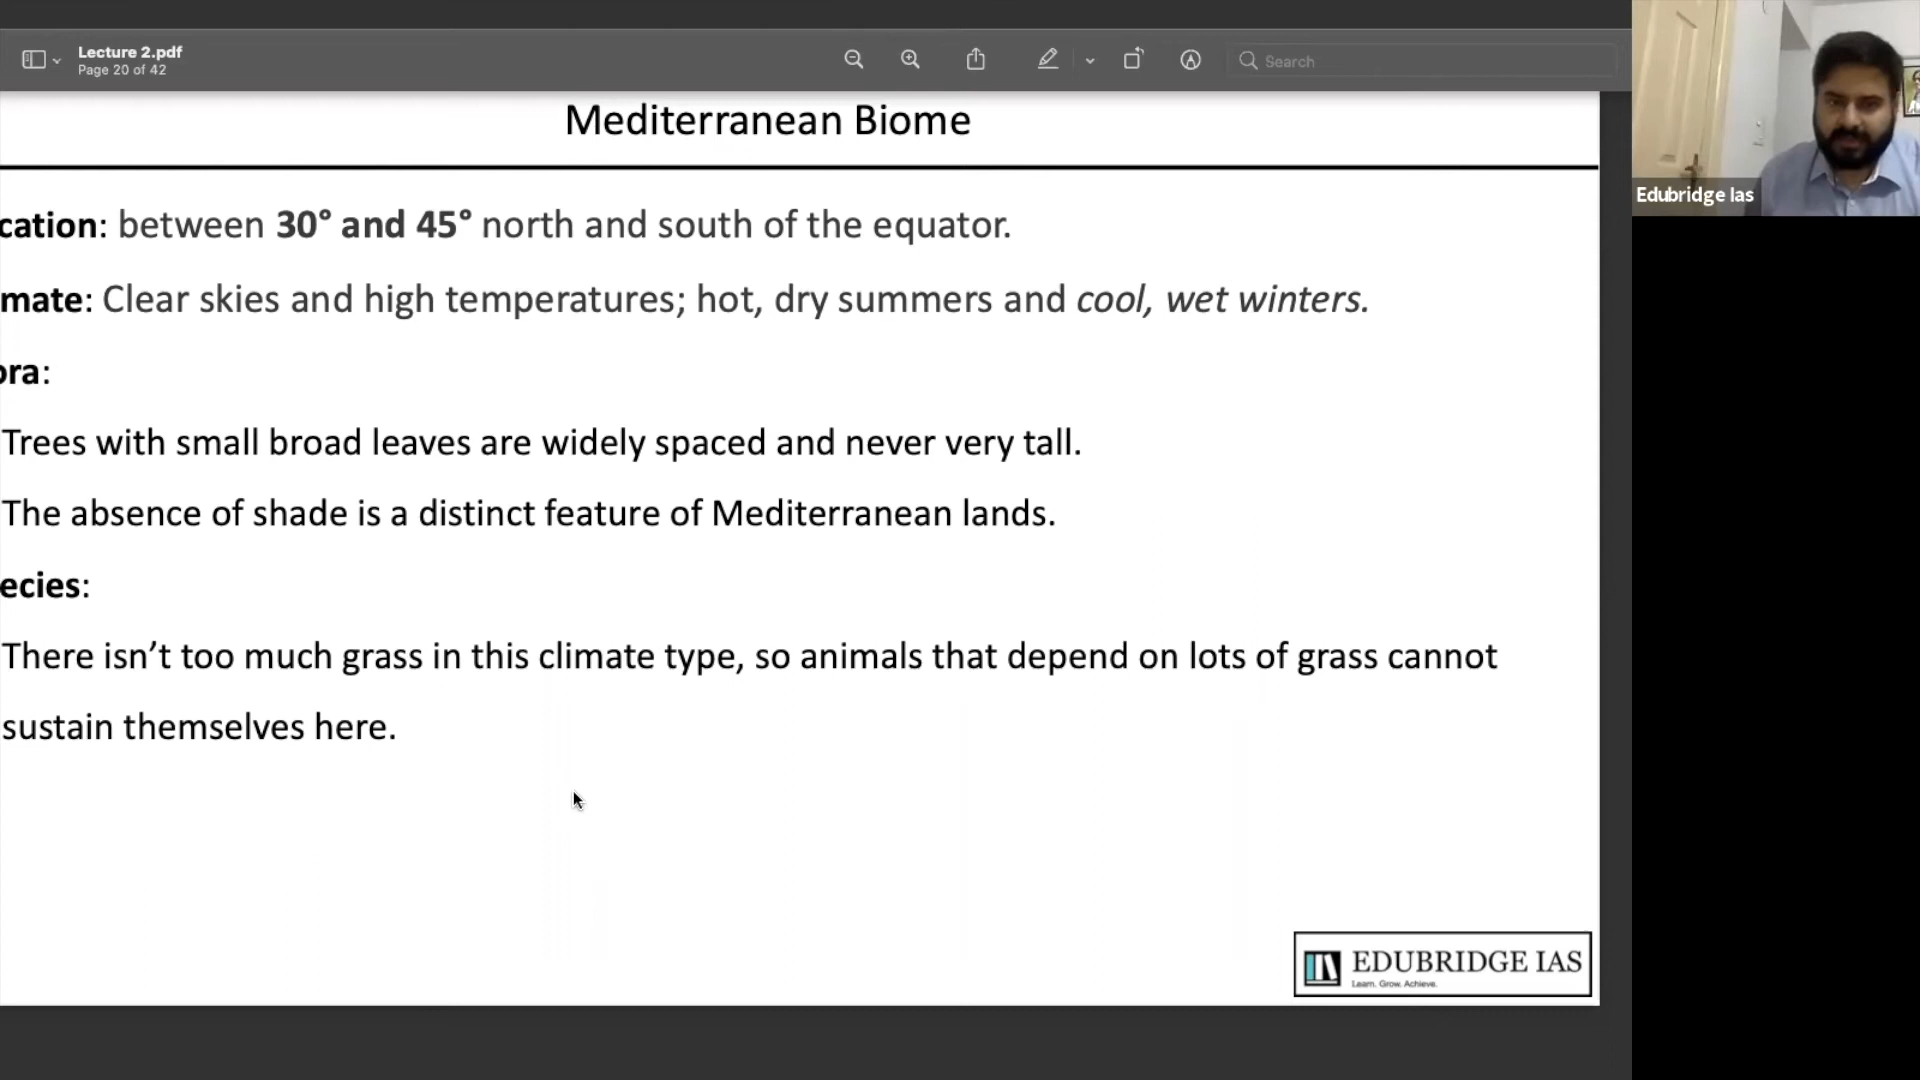 Lecture 2.pdf
Page 20 of 42
Search
Mediterranean Biome
cation: between 30° and 45° north and south of the equator.
mate: Clear skies and high temperatures; hot, dry summers and cool, wet winters.
ora:
Trees with small broad leaves are widely spaced and never very tall.
The absence of shade is a distinct feature of Mediterranean lands.
ecies:
There isn’t too much grass in this climate type, so animals that depend on lots of grass cannot
sustain themselves here.
EDUBRIDGE IAS
Learn. Grow. Achieve.
Edubridge Ias